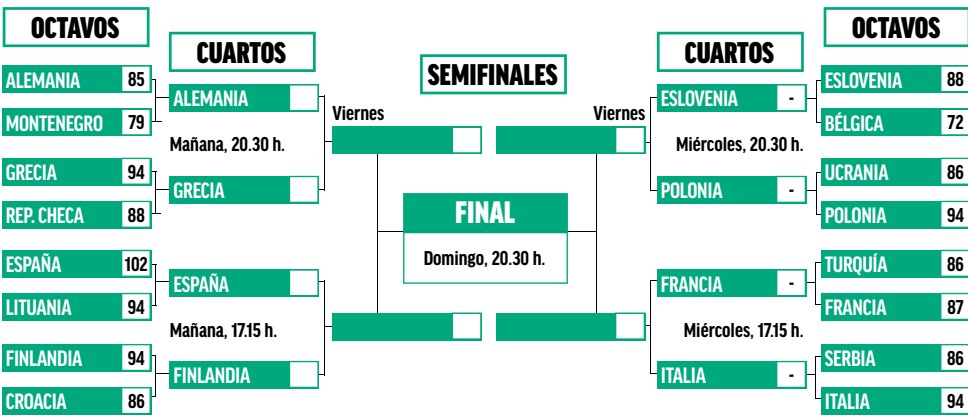 OCTAVOS
ALEMANIA 85
MONTENEGRO 79
GRECIA 94
REP. CHECA 88
ESPAÑA 102
LITUANIA 94
FINLANDIA 94
CROACIA 86
CUARTOS
ALEMANIA
Mañana, 20.30 h.
GRECIA
ESPAÑA
Mañana, 17.15 h.
FINLANDIA
SEMIFINALES
Viernes
Viernes
FINAL
Domingo, 20.30 h.
CUARTOS
ESLOVENIA -
Miércoles, 20.30 h.
POLONIA -
FRANCIA -
Miércoles, 17.15 h.
ITALIA -
OCTAVOS
ESLOVENIA 88
BÉLGICA 72
UCRANIA 86
POLONIA 94
TURQUÍA 86
FRANCIA 87
SERBIA 86
ITALIA 94